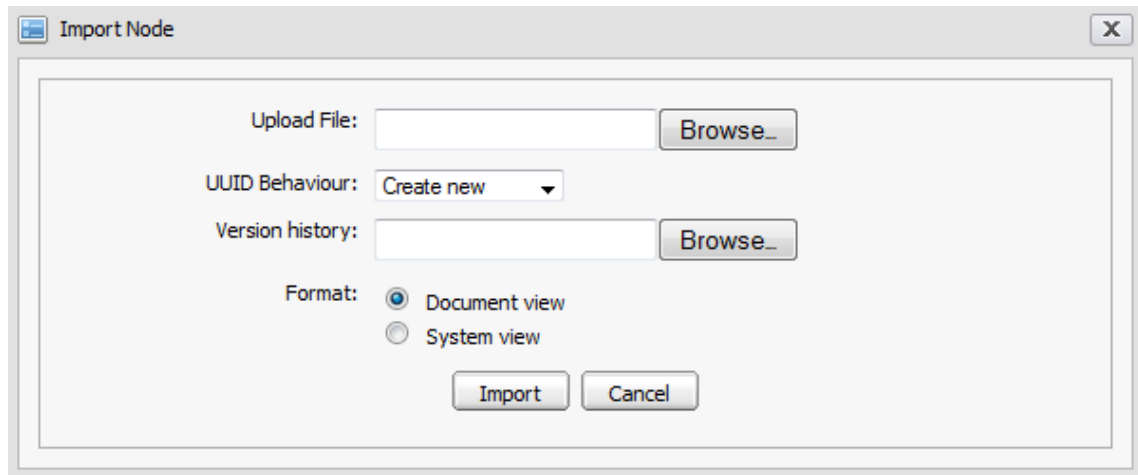 Import Node
X
Upload File: Browse...
UUID Behaviour: Create new
Version history: Browse...
Format: Document view
System view
Import Cancel